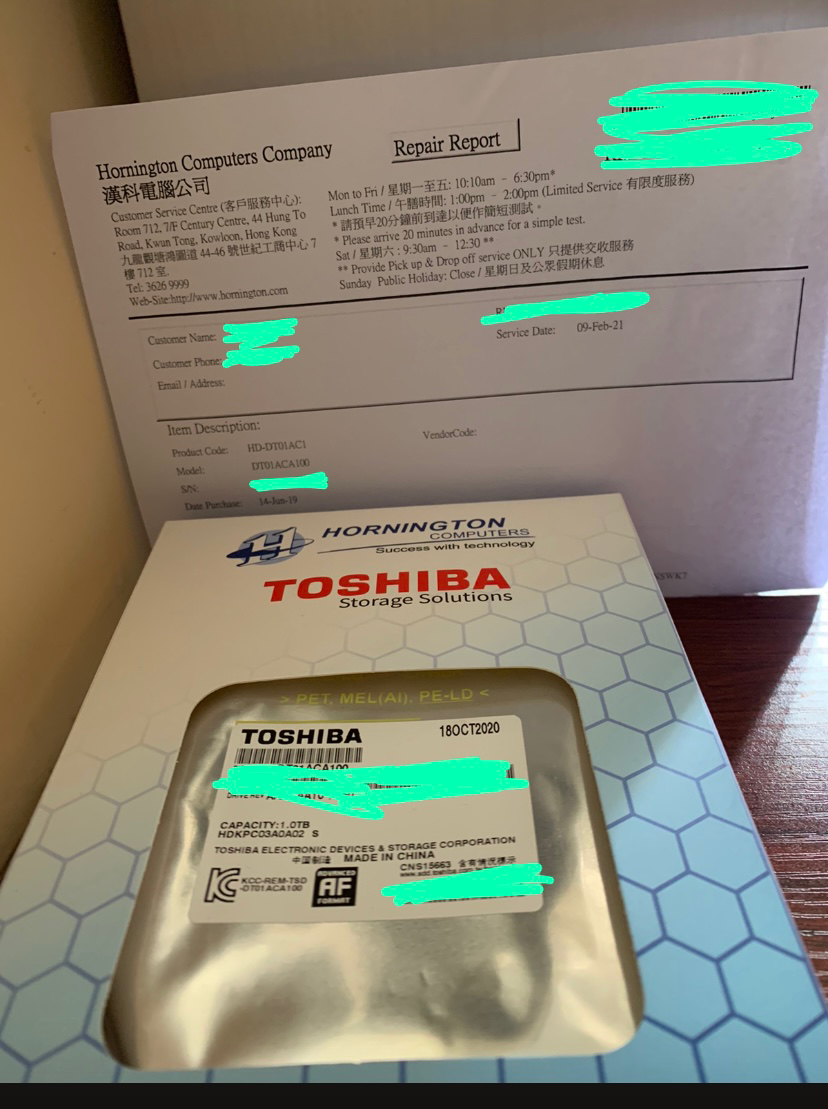 Hornington Computers Company
漢科電腦公司
Repair Report
Customer Service Centre (客戶服務中心):
Room 712, 7/F Century Centre, 44 Hung To
Road, Kwun Tong, Kowloon, Hong Kong
九龍觀塘鴻圖道 44-46 號世紀工商中心 7
樓 712 室
Tel: 3626 9999
Web-Site:http://www.hornington.com
Mon to Fri / 星期一至五: 10:10am - 6:30pm*
Lunch Time / 午膳時間: 1:00pm - 2:00pm (Limited Service 有限度服務)
* 請預早20分鐘前到達以便作簡短測試。
* Please arrive 20 minutes in advance for a simple test.
Sat / 星期六 : 9:30am - 12:30 **
** Provide Pick up & Drop off service ONLY 只提供交收服務
Sunday Public Holiday: Close / 星期日及公眾假期休息
Customer Name:
Customer Phone:
Email / Address:
Service Date: 09-Feb-21
Item Description:
Product Code: HD-DT01AC1
VendorCode:
Model: DT01ACA100
S/N:
Date Purchase: 14-Jun-19
HORNINGTON
COMPUTERS
Success with technology
TOSHIBA
Storage Solutions
> PET, MEL(Al), PE-LD <
TOSHIBA
18OCT2020
CAPACITY:1.0TB
HDKPC03A0A02 S
TOSHIBA ELECTRONIC DEVICES & STORAGE CORPORATION
中国制造 MADE IN CHINA
CNS15663 含有情況標示
KCC-REM-TSD
-DT01ACA100
ADVANCED
AF
FORMAT